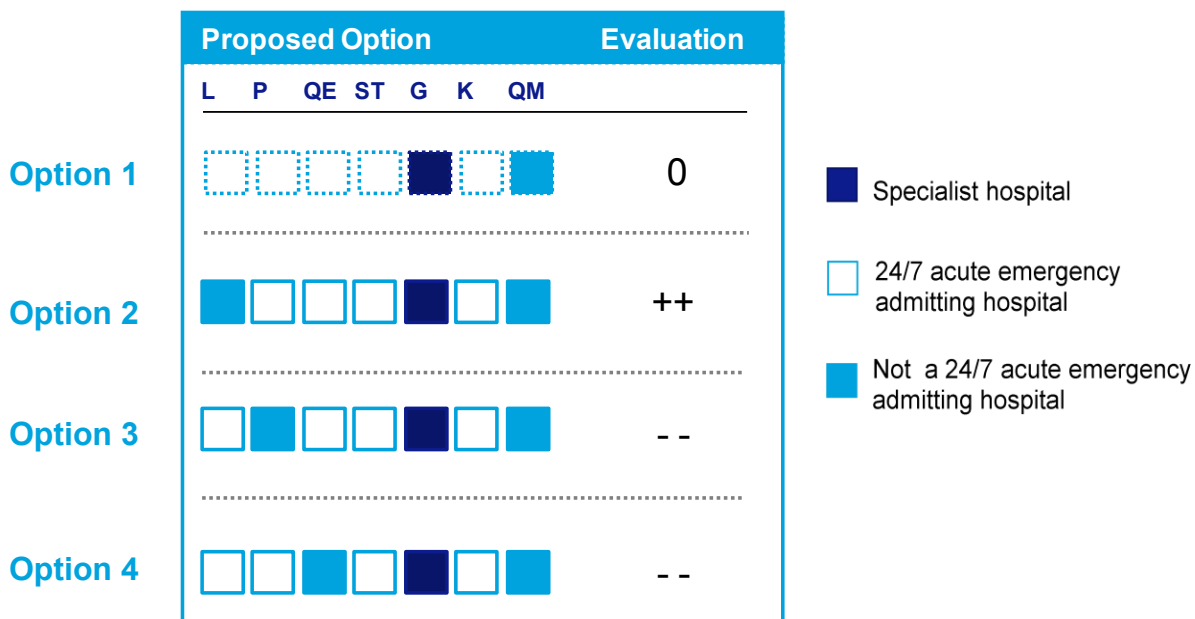 Proposed Option Evaluation
L P QE ST G K QM
Option 1 0
Option 2 ++
Option 3 - -
Option 4 - -
Specialist hospital
24/7 acute emergency
admitting hospital
Not a 24/7 acute emergency
admitting hospital